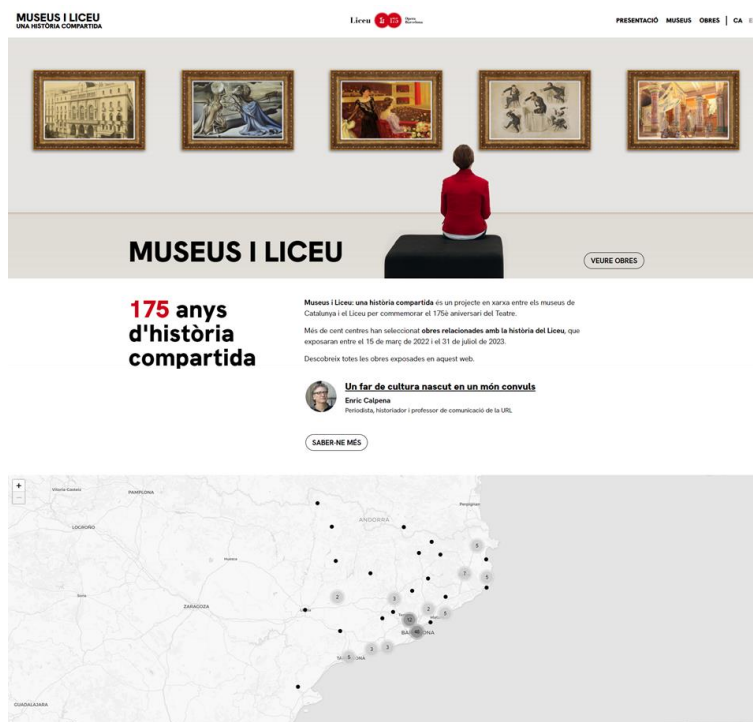 MUSEUS I LICEU
UNA HISTÒRIA COMPARTIDA
Liceu
PRESENTACIÓ MUSEUS OBRES | CA
MUSEUS I LICEU
VEURE OBRES
175 anys
d'història
compartida
Museus i Liceu: una història compartida és un projecte en xarxa entre els museus de
Catalunya i el Liceu per commemorar el 175è aniversari del Teatre.
Més de cent centres han seleccionat obres relacionades amb la història del Liceu, que
exposaran entre el 15 de març de 2022 i el 31 de juliol de 2023.
Descobreix totes les obres exposades en aquest web.
Un far de cultura nascut en un món convuls
Enric Calpena
Periodista, historiador i professor de comunicació de la URL
SABER-NE MÉS
+
Vitoria-Gasteiz
PAMPLONA
Perpignan
ANDORRA
LOGROÑO
Huesca
Soria
ZARAGOZA
GUADALAJARA